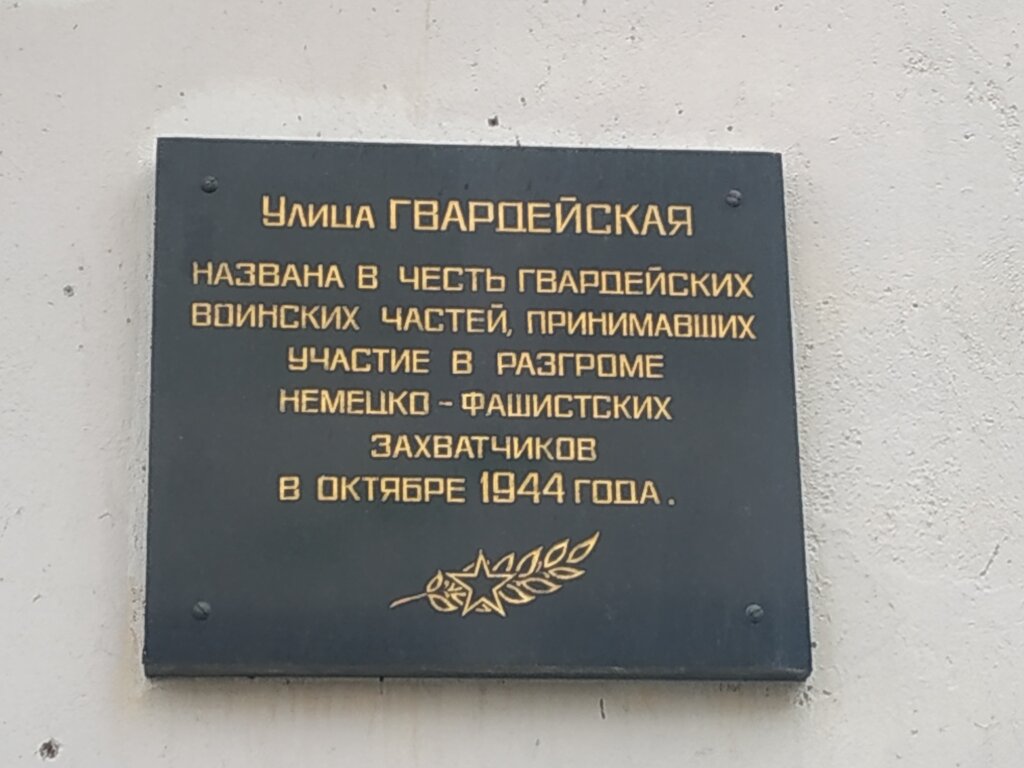 Улица ГВАРДЕЙСКАЯ
НАЗВАНА В ЧЕСТЬ ГВАРДЕЙСКИХ
ВОИНСКИХ ЧАСТЕЙ, ПРИНИМАВШИХ
УЧАСТИЕ В РАЗГРОМЕ
НЕМЕЦКО - ФАШИСТСКИХ
ЗАХВАТЧИКОВ
В ОКТЯБРЕ 1944 ГОДА.